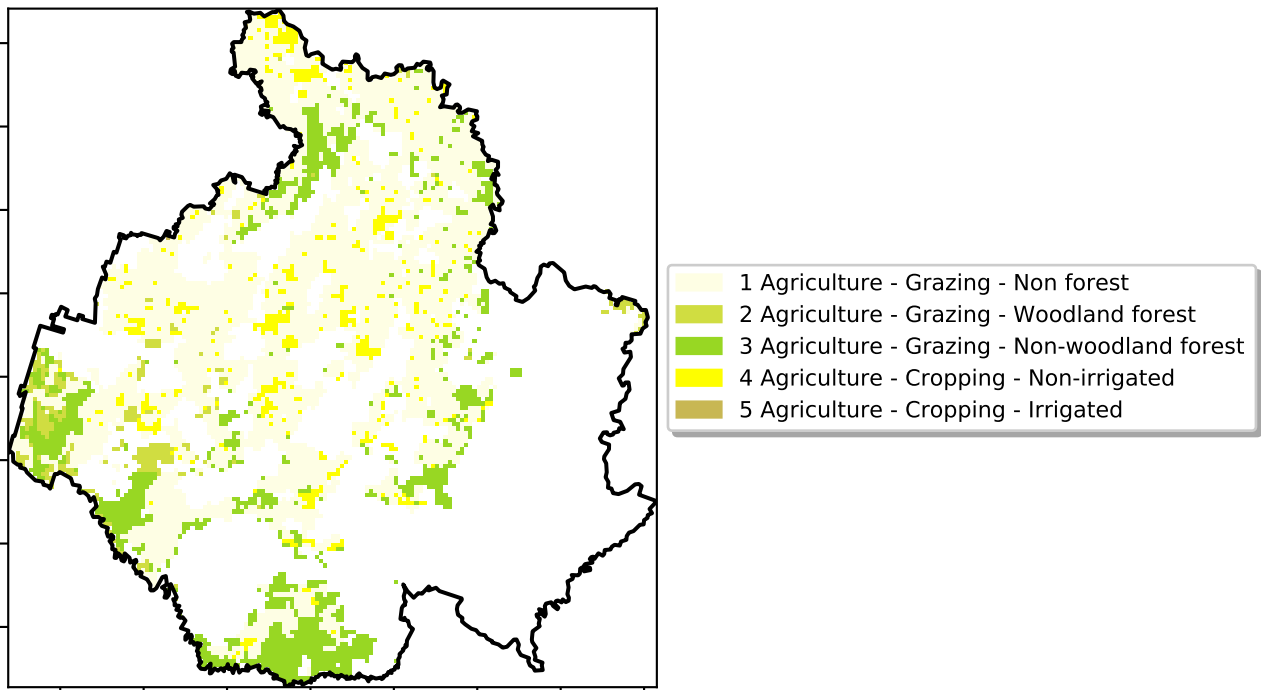 1 Agriculture - Grazing - Non forest
2 Agriculture - Grazing - Woodland forest
3 Agriculture - Grazing - Non-woodland forest
4 Agriculture - Cropping - Non-irrigated
5 Agriculture - Cropping - Irrigated